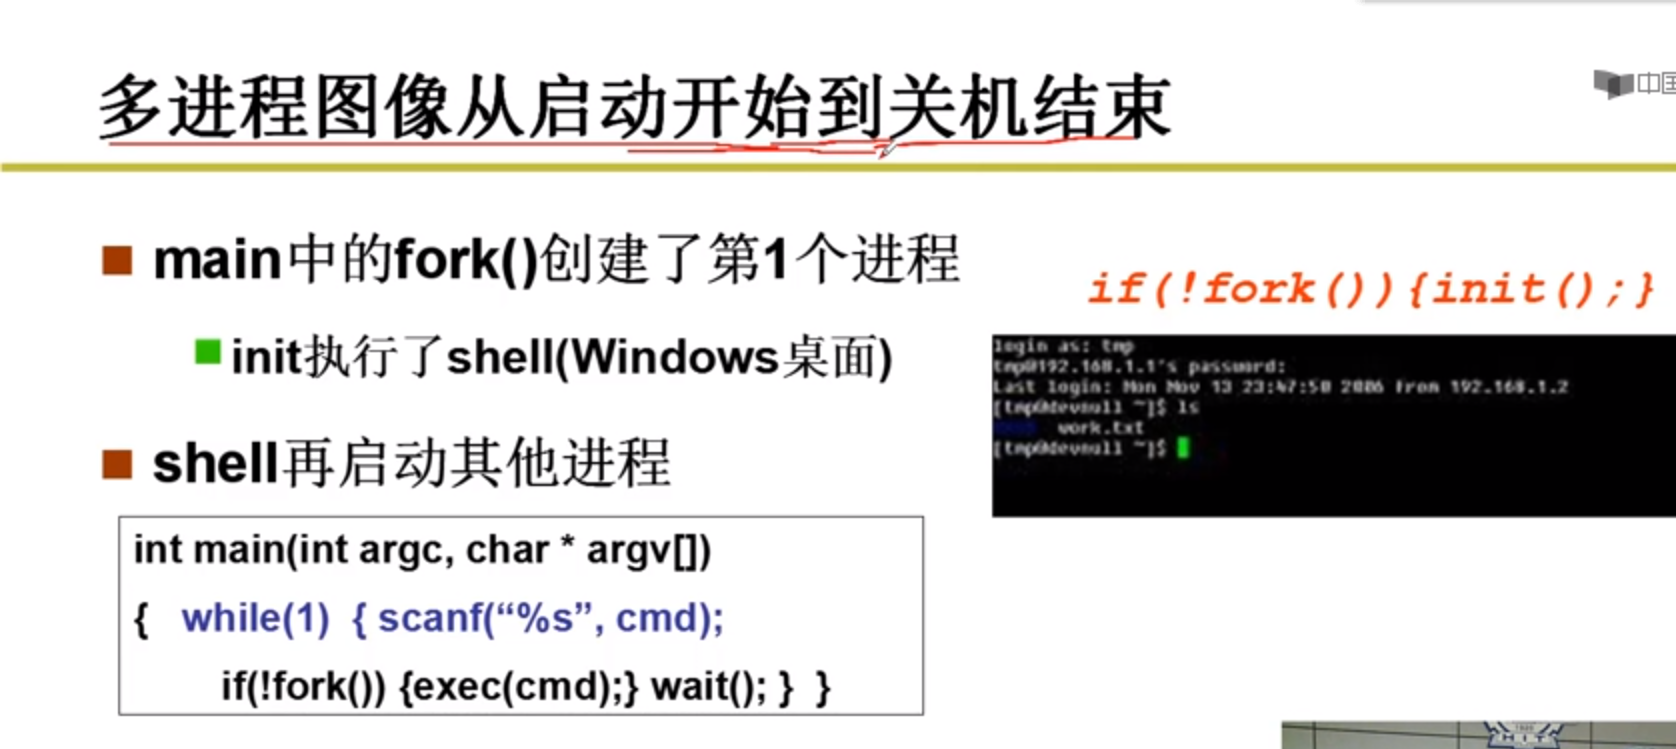 多进程图像从启动开始到关机结束
中国
main中的fork()创建了第1个进程
if(!fork()){init();}
init执行了shell(Windows桌面)
login as: tmp
tmp@192.168.1.1's password:
Last login: Mon Nov 13 23:47:50 2006 from 192.168.1.2
[tmp@devnull ~]$ ls
work.txt
[tmp@devnull ~]$
shell再启动其他进程
int main(int argc, char * argv[])
{ while(1) { scanf(“%s”, cmd);
if(!fork()) {exec(cmd);} wait(); } }
HIT